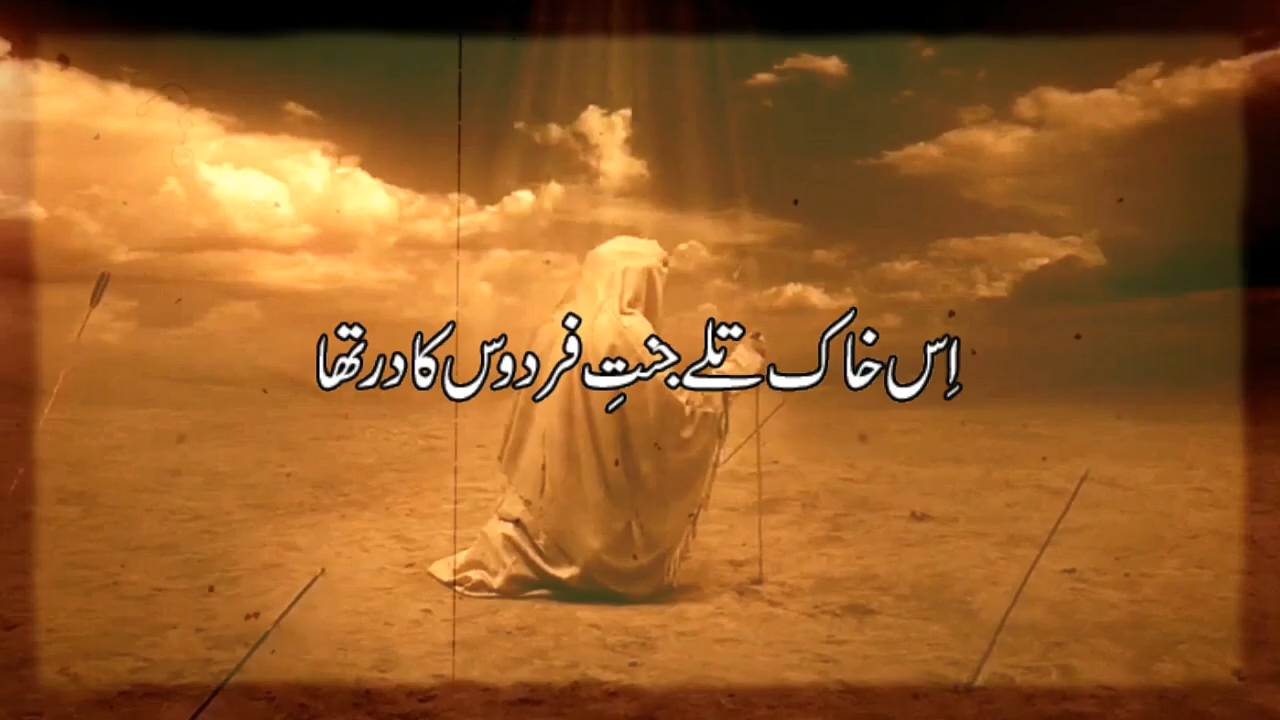 اِس خاک تلے جنتِ فردوس کا در تھا